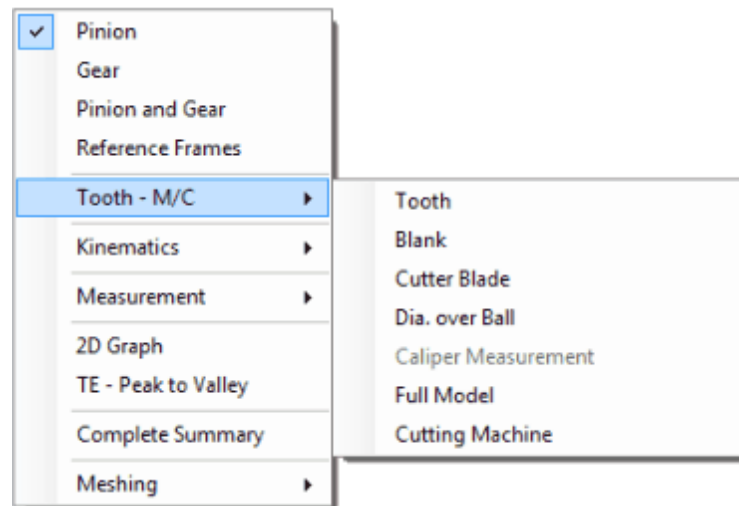 Pinion
Gear
Pinion and Gear
Reference Frames
Tooth - M/C
Kinematics
Measurement
2D Graph
TE - Peak to Valley
Complete Summary
Meshing
Tooth
Blank
Cutter Blade
Dia. over Ball
Caliper Measurement
Full Model
Cutting Machine